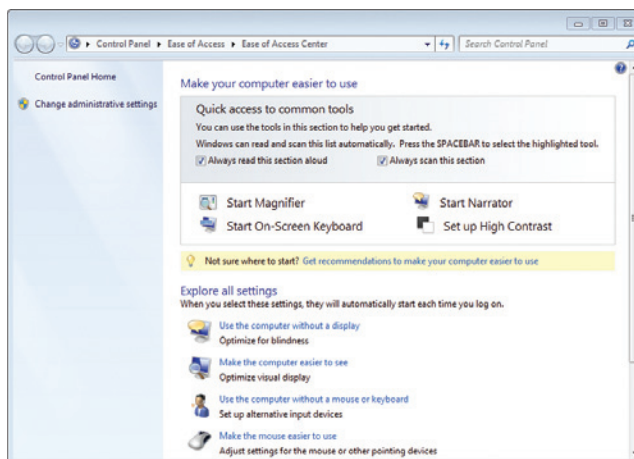 Control Panel ▸ Ease of Access ▸ Ease of Access Center
Search Control Panel
Control Panel Home
Change administrative settings
Make your computer easier to use
Quick access to common tools
You can use the tools in this section to help you get started.
Windows can read and scan this list automatically. Press the SPACEBAR to select the highlighted tool.
Always read this section aloud
Always scan this section
Start Magnifier
Start Narrator
Start On-Screen Keyboard
Set up High Contrast
Not sure where to start? Get recommendations to make your computer easier to use
Explore all settings
When you select these settings, they will automatically start each time you log on.
Use the computer without a display
Optimize for blindness
Make the computer easier to see
Optimize visual display
Use the computer without a mouse or keyboard
Set up alternative input devices
Make the mouse easier to use
Adjust settings for the mouse or other pointing devices